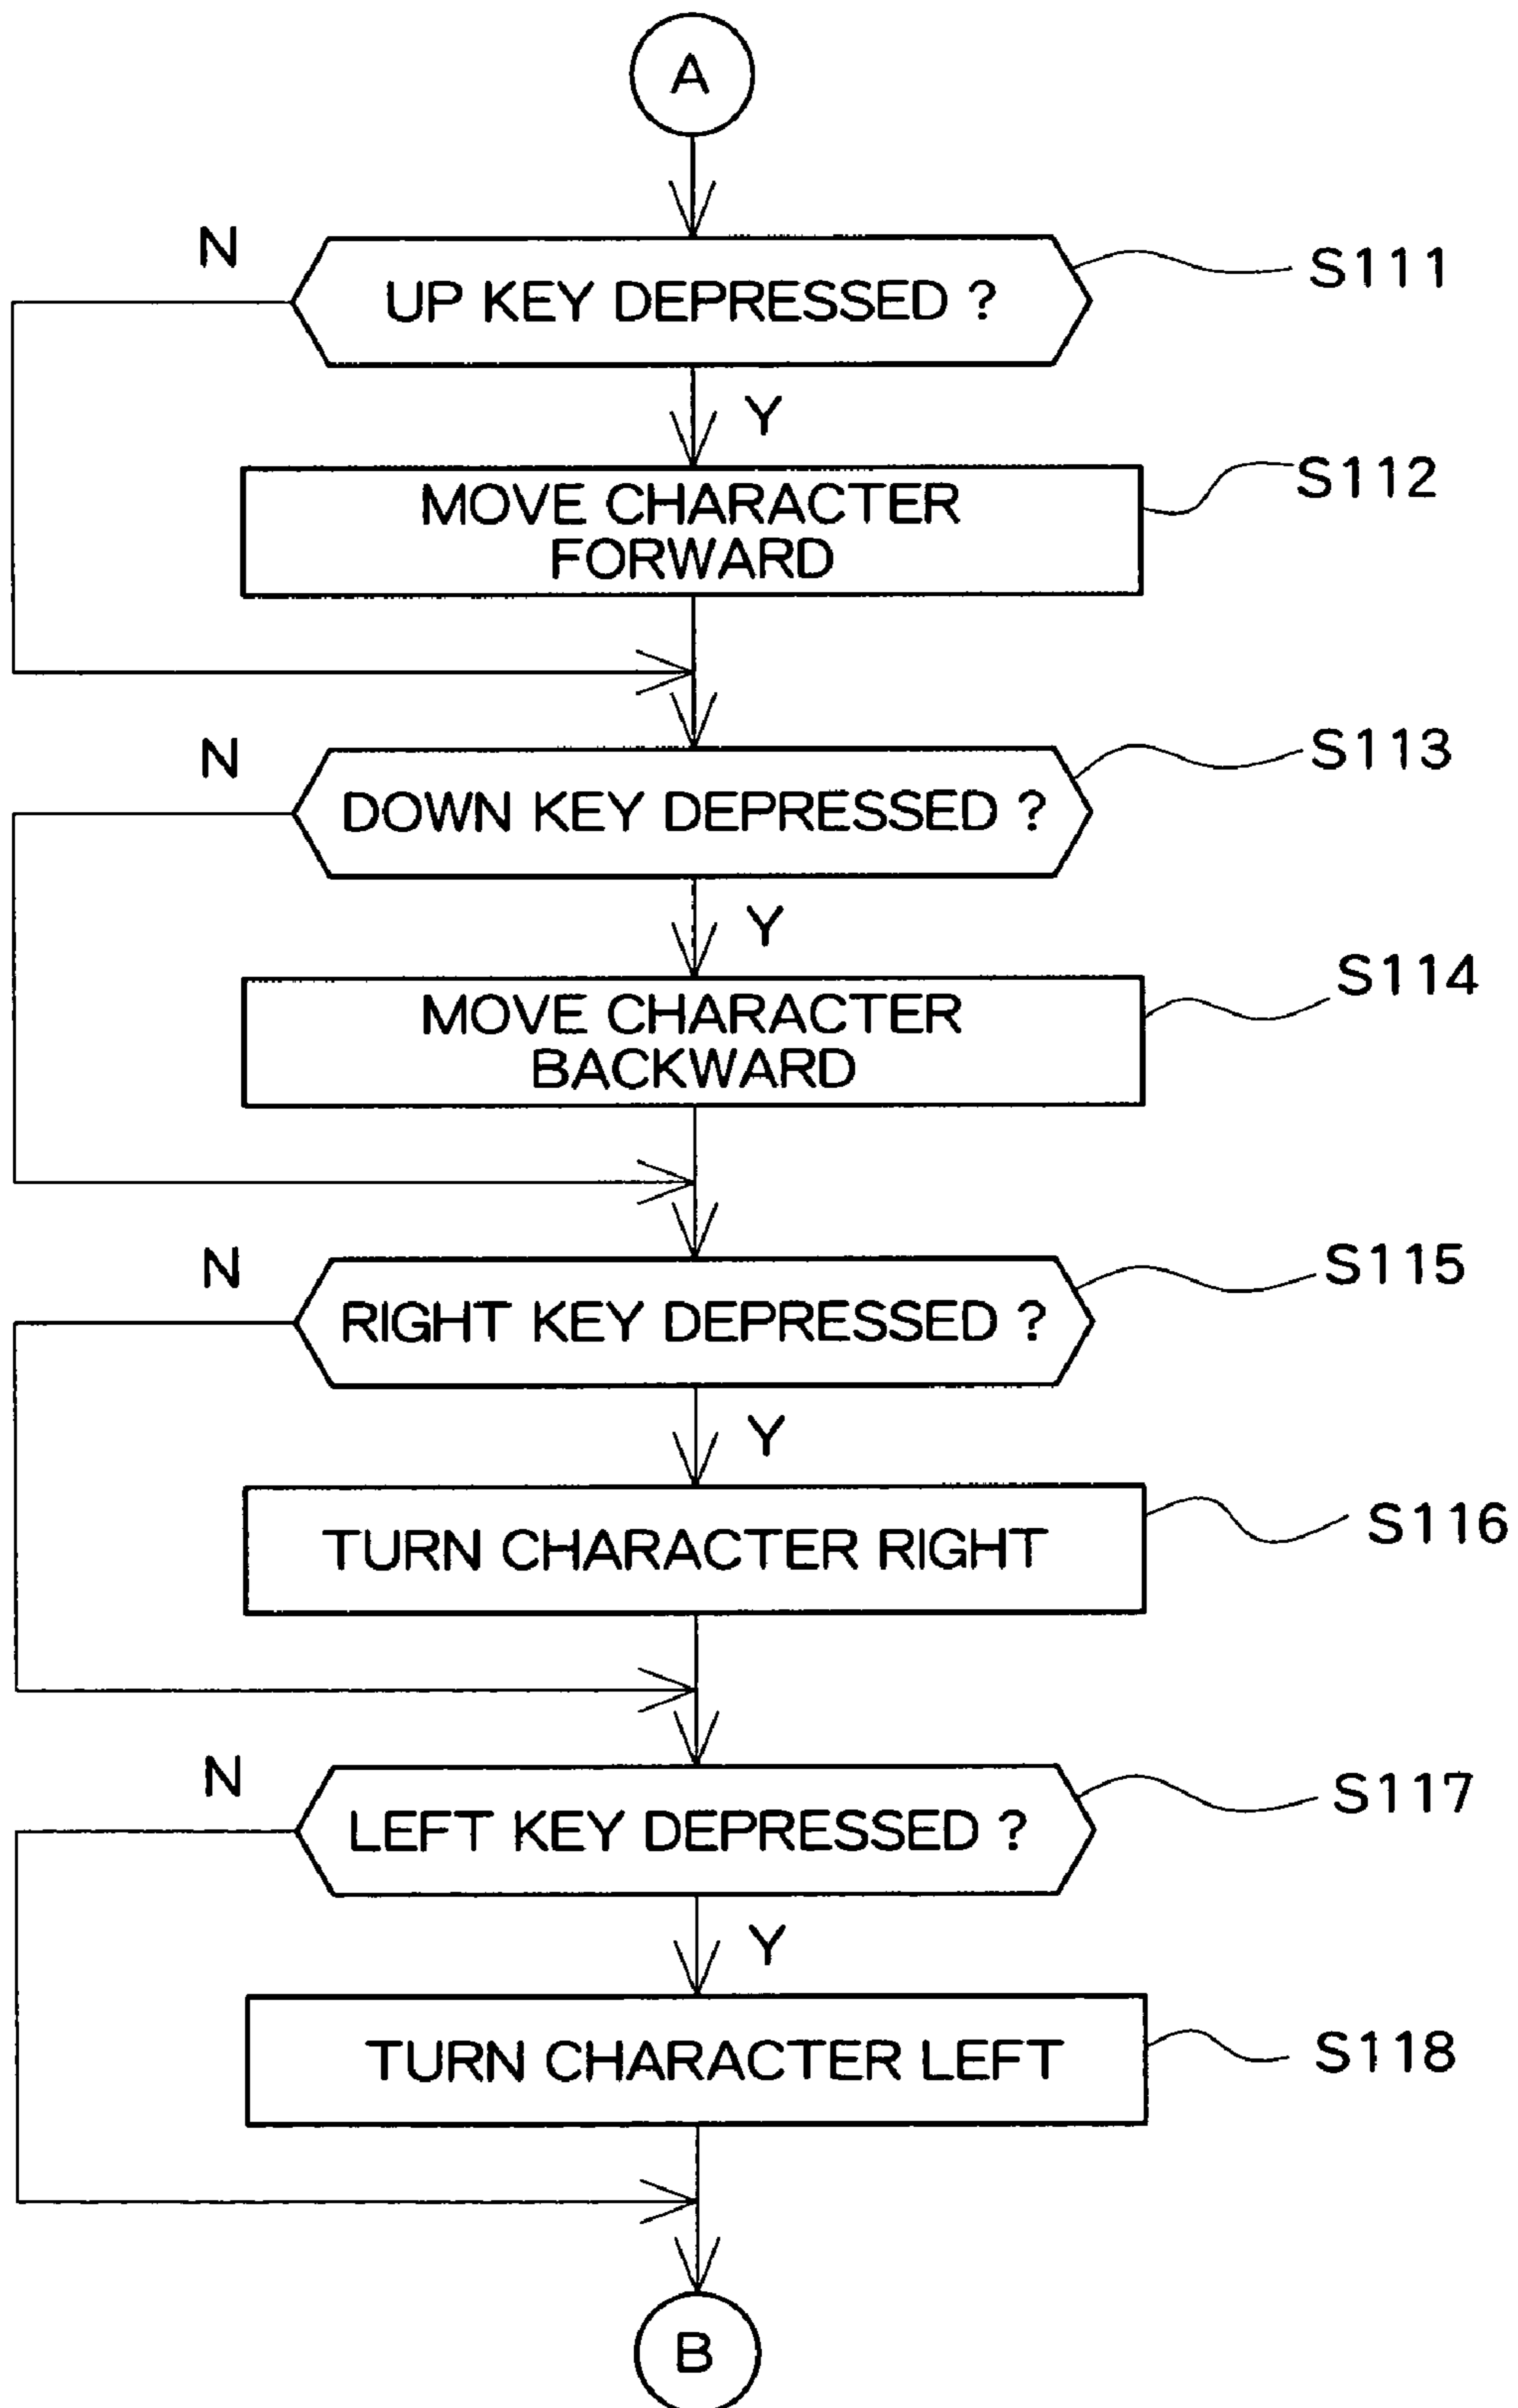 A
N
UP KEY DEPRESSED ?
S111
Y
MOVE CHARACTER
FORWARD
S112
N
DOWN KEY DEPRESSED ?
S113
Y
MOVE CHARACTER
BACKWARD
S114
N
RIGHT KEY DEPRESSED ?
S115
Y
TURN CHARACTER RIGHT
S116
N
LEFT KEY DEPRESSED ?
S117
Y
TURN CHARACTER LEFT
S118
B